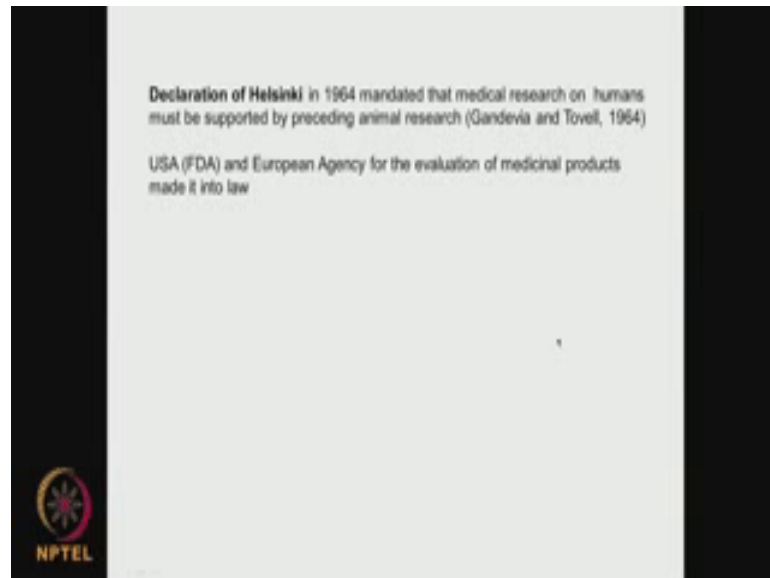 Declaration of Helsinki in 1964 mandated that medical research on humans
must be supported by preceding animal research (Gandevia and Tovell, 1964)
USA (FDA) and European Agency for the evaluation of medicinal products
made it into law
NPTEL